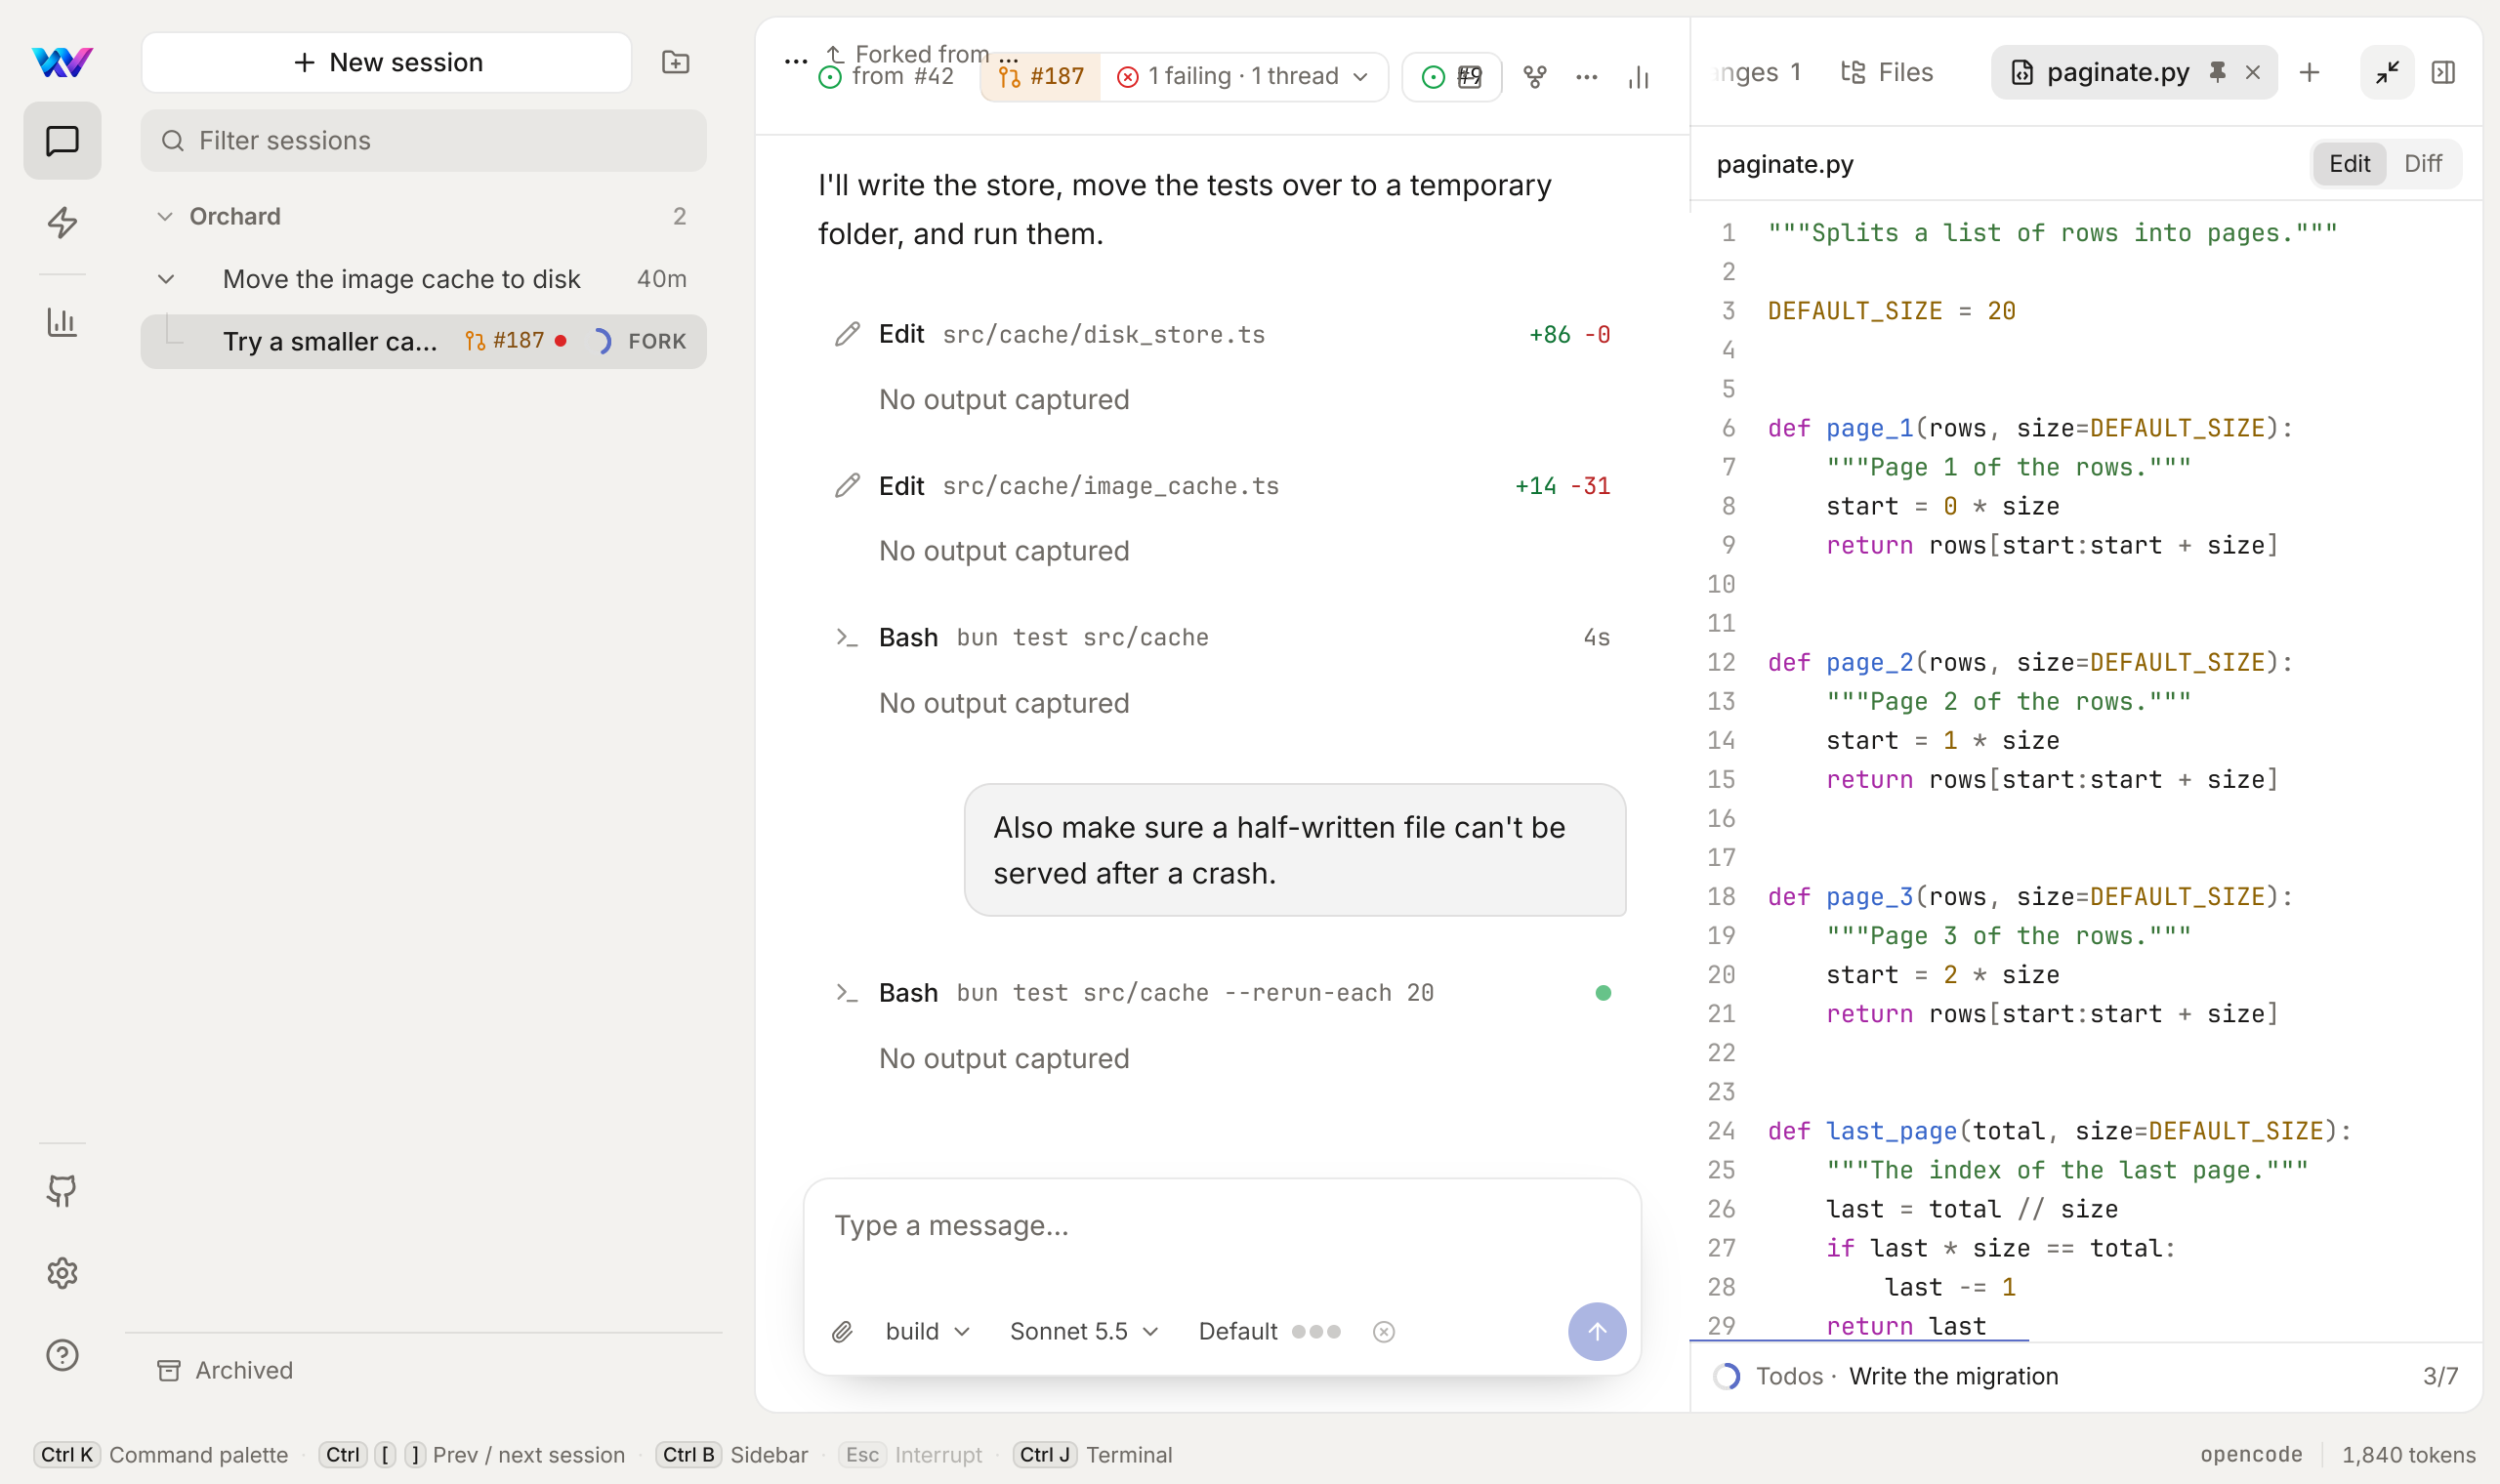 New session
Filter sessions
Orchard 2
Move the image cache to disk 40m
Try a smaller ca... #187 FORK
Archived
Forked from ...
from #42
#187
1 failing · 1 thread
#9
I'll write the store, move the tests over to a temporary
folder, and run them.
Edit src/cache/disk_store.ts +86 -0
No output captured
Edit src/cache/image_cache.ts +14 -31
No output captured
Bash bun test src/cache 4s
No output captured
Also make sure a half-written file can't be
served after a crash.
Bash bun test src/cache --rerun-each 20
No output captured
Type a message...
build
Sonnet 5.5
Default
anges 1
Files
paginate.py
paginate.py
Edit Diff
1 """Splits a list of rows into pages."""
2
3 DEFAULT_SIZE = 20
4
5
6 def page_1(rows, size=DEFAULT_SIZE):
7 """Page 1 of the rows."""
8 start = 0 * size
9 return rows[start:start + size]
10
11
12 def page_2(rows, size=DEFAULT_SIZE):
13 """Page 2 of the rows."""
14 start = 1 * size
15 return rows[start:start + size]
16
17
18 def page_3(rows, size=DEFAULT_SIZE):
19 """Page 3 of the rows."""
20 start = 2 * size
21 return rows[start:start + size]
22
23
24 def last_page(total, size=DEFAULT_SIZE):
25 """The index of the last page."""
26 last = total // size
27 if last * size == total:
28 last -= 1
29 return last
Todos · Write the migration 3/7
Ctrl K Command palette · Ctrl [ ] Prev / next session · Ctrl B Sidebar · Esc Interrupt · Ctrl J Terminal
opencode 1,840 tokens